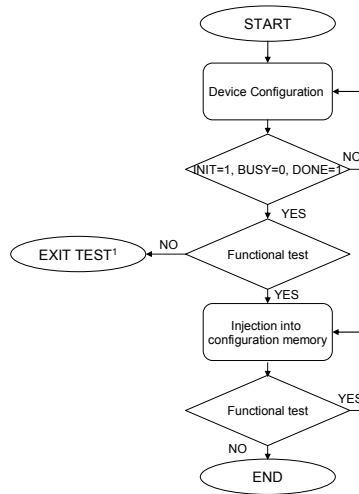 START
Device Configuration
INIT=1, BUSY=0, DONE=1
NO
YES
EXIT TEST¹
NO
Functional test
YES
Injection into
configuration memory
Functional test
YES
NO
END